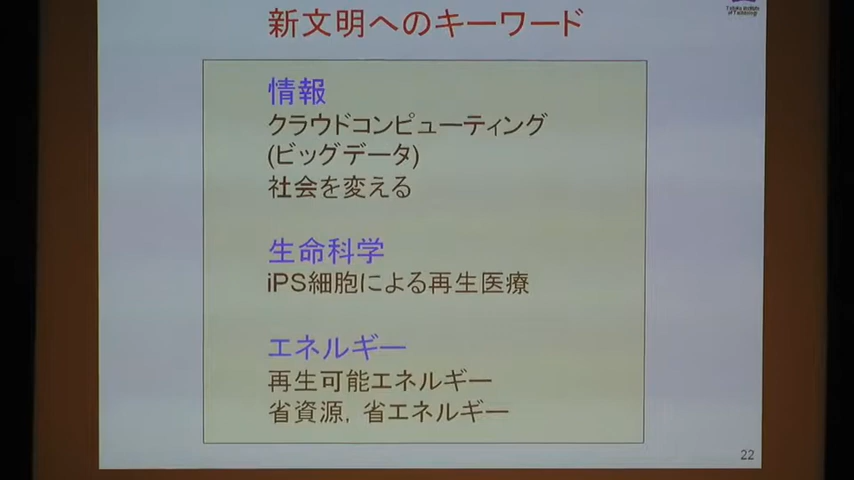 新文明へのキーワード
情報
クラウドコンピューティング
(ビッグデータ)
社会を変える
生命科学
iPS細胞による再生医療
エネルギー
再生可能エネルギー
省資源，省エネルギー
22